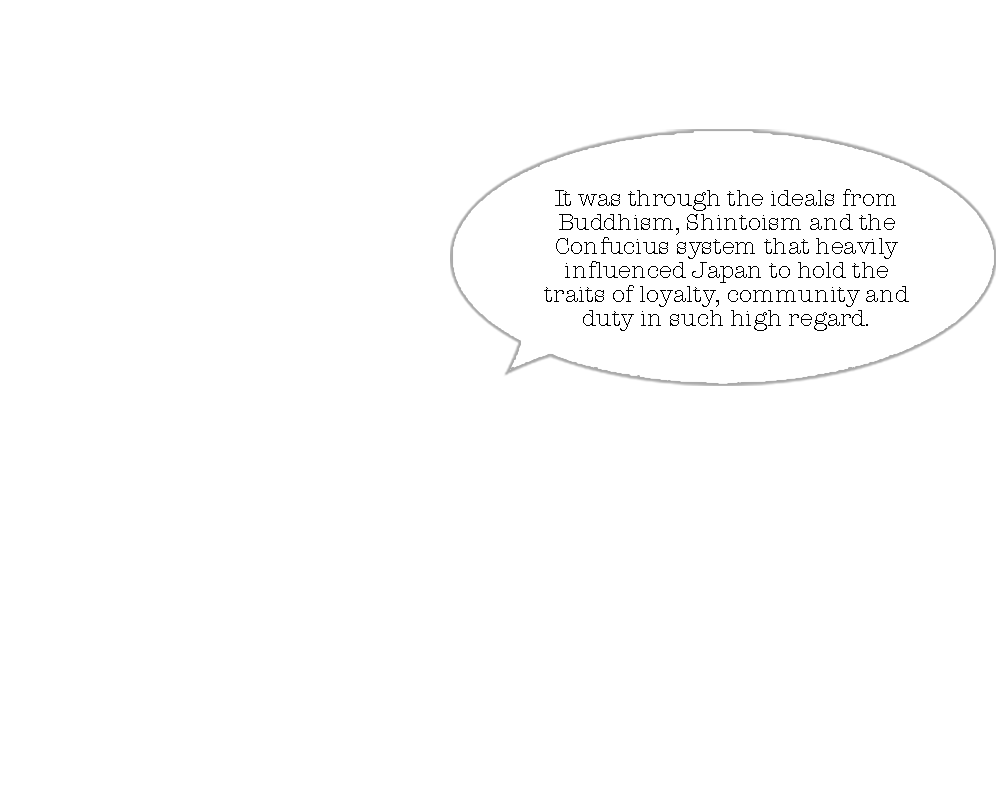 It was through the ideals from
Buddhism, Shintoism and the
Confucius system that heavily
influenced Japan to hold the
traits of loyalty, community and
duty in such high regard.